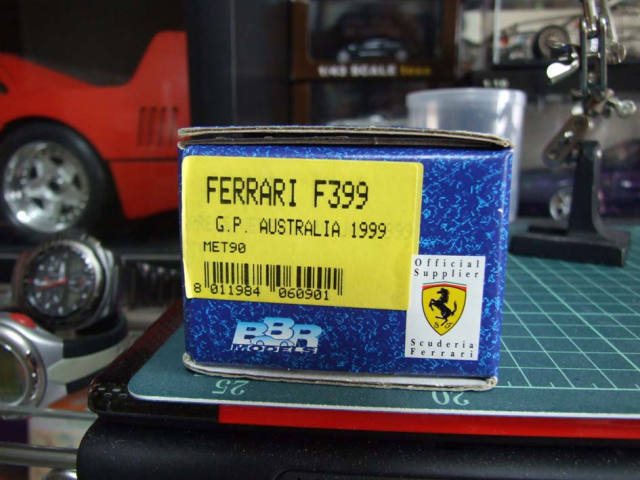 1/43 SCALE
FERRARI F399
G.P. AUSTRALIA 1999
MET90
8 011984 060901
Official
Supplier
S F
Scuderia
Ferrari
BBR
MODELS
25
20